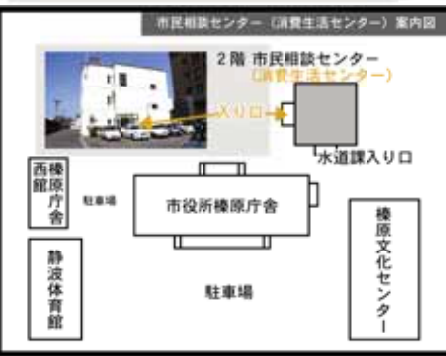 市民相談センター（消費生活センター）案内図
2階 市民相談センター
（消費生活センター）
入り口
水道課入り口
榛原庁舎
西館
駐車場
市役所榛原庁舎
榛原文化センター
静波体育館
駐車場